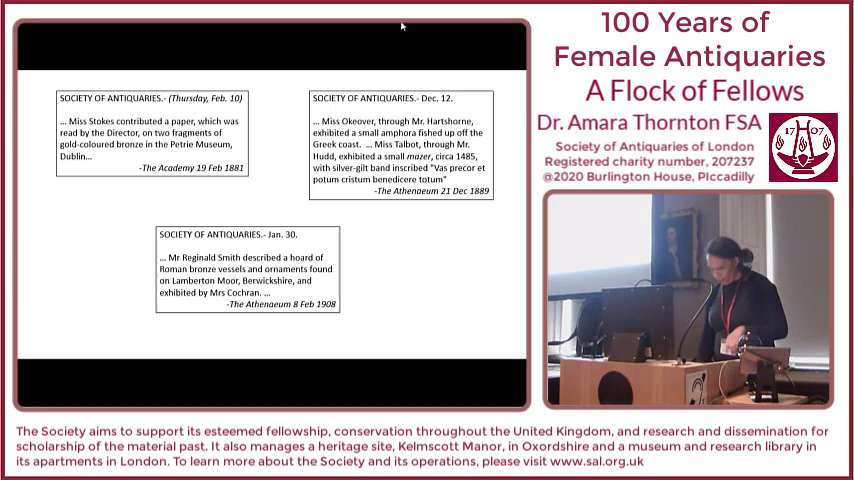 100 Years of
Female Antiquaries
A Flock of Fellows
Dr. Amara Thornton FSA
Society of Antiquaries of London
Registered charity number, 207237
@2020 Burlington House, PIccadilly
17 07
SOCIETY OF ANTIQUARIES.- (Thursday, Feb. 10)
... Miss Stokes contributed a paper, which was
read by the Director, on two fragments of
gold-coloured bronze in the Petrie Museum,
Dublin...
-The Academy 19 Feb 1881
SOCIETY OF ANTIQUARIES.- Dec. 12.
... Miss Okeover, through Mr. Hartshorne,
exhibited a small amphora fished up off the
Greek coast. ... Miss Talbot, through Mr.
Hudd, exhibited a small mazer, circa 1485,
with silver-gilt band inscribed "Vas precor et
potum cristum benedicere totum"
-The Athenaeum 21 Dec 1889
SOCIETY OF ANTIQUARIES.- Jan. 30.
... Mr Reginald Smith described a hoard of
Roman bronze vessels and ornaments found
on Lamberton Moor, Berwickshire, and
exhibited by Mrs Cochran. ...
-The Athenaeum 8 Feb 1908
The Society aims to support its esteemed fellowship, conservation throughout the United Kingdom, and research and dissemination for
scholarship of the material past. It also manages a heritage site, Kelmscott Manor, in Oxordshire and a museum and research library in
its apartments in London. To learn more about the Society and its operations, please visit www.sal.org.uk